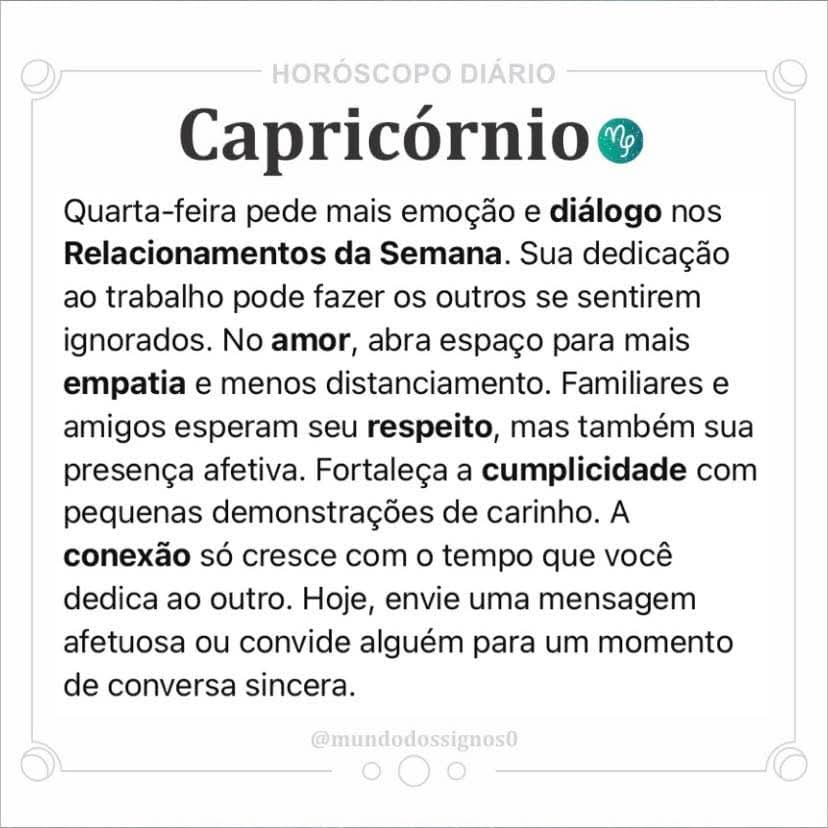 HORÓSCOPO DIÁRIO
Capricórnio
Quarta-feira pede mais emoção e diálogo nos
Relacionamentos da Semana. Sua dedicação
ao trabalho pode fazer os outros se sentirem
ignorados. No amor, abra espaço para mais
empatia e menos distanciamento. Familiares e
amigos esperam seu respeito, mas também sua
presença afetiva. Fortaleça a cumplicidade com
pequenas demonstrações de carinho. A
conexão só cresce com o tempo que você
dedica ao outro. Hoje, envie uma mensagem
afetuosa ou convide alguém para um momento
de conversa sincera.
@mundodossignos0